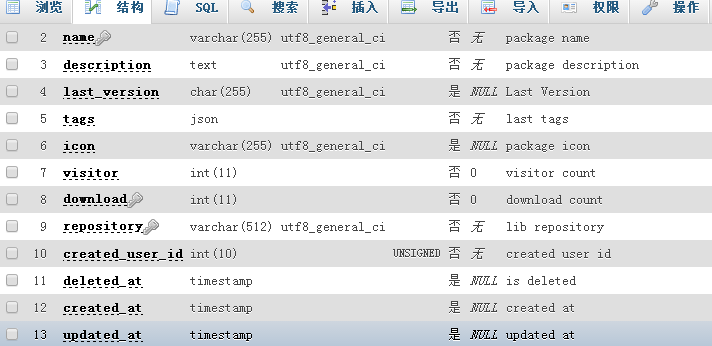 浏览 结构 SQL 搜索 插入 导出 导入 权限 操作
2 name varchar(255) utf8_general_ci 否 无 package name
3 description text utf8_general_ci 否 无 package description
4 last_version char(255) utf8_general_ci 是 NULL Last Version
5 tags json 否 无 last tags
6 icon varchar(255) utf8_general_ci 是 NULL package icon
7 visitor int(11) 否 0 visitor count
8 download int(11) 否 0 download count
9 repository varchar(512) utf8_general_ci 否 无 lib repository
10 created_user_id int(10) UNSIGNED 否 无 created user id
11 deleted_at timestamp 是 NULL is deleted
12 created_at timestamp 是 NULL created at
13 updated_at timestamp 是 NULL updated at